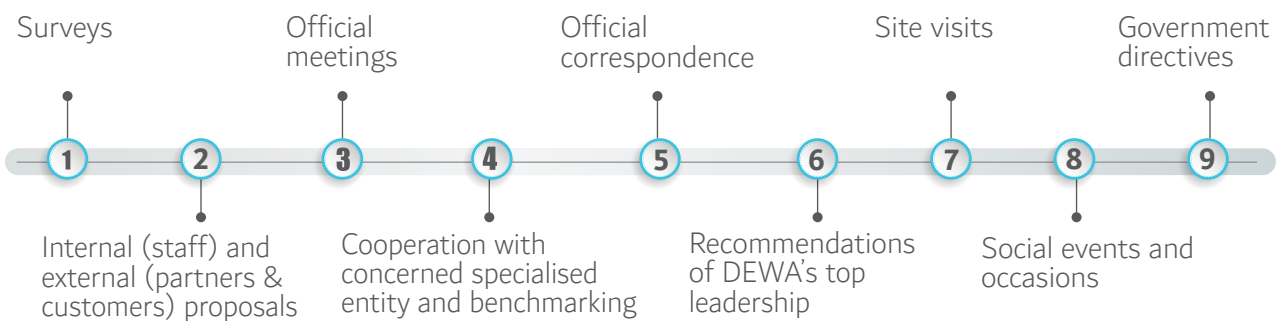 Surveys
Official
meetings
Official
correspondence
Site visits
Government
directives
1
2
3
4
5
6
7
8
9
Internal (staff) and
external (partners &
customers) proposals
Cooperation with
concerned specialised
entity and benchmarking
Recommendations
of DEWA's top
leadership
Social events and
occasions